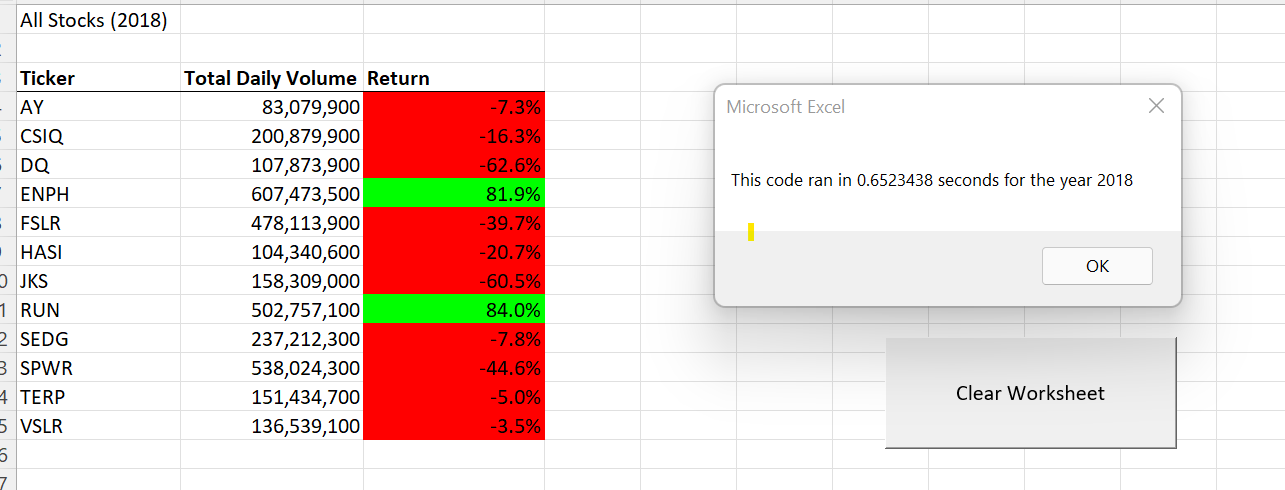 All Stocks (2018)
Ticker Total Daily Volume Return
AY 83,079,900 -7.3%
CSIQ 200,879,900 -16.3%
DQ 107,873,900 -62.6%
ENPH 607,473,500 81.9%
FSLR 478,113,900 -39.7%
HASI 104,340,600 -20.7%
JKS 158,309,000 -60.5%
RUN 502,757,100 84.0%
SEDG 237,212,300 -7.8%
SPWR 538,024,300 -44.6%
TERP 151,434,700 -5.0%
VSLR 136,539,100 -3.5%
Microsoft Excel
This code ran in 0.6523438 seconds for the year 2018
OK
Clear Worksheet